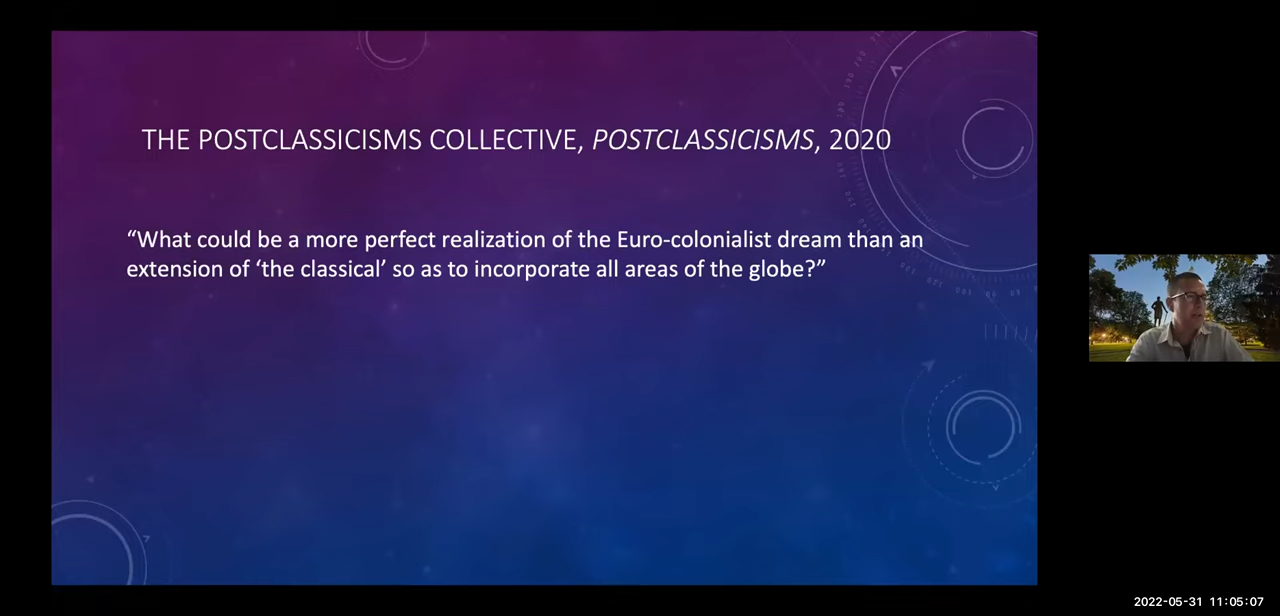 THE POSTCLASSICISMS COLLECTIVE, POSTCLASSICISMS, 2020
“What could be a more perfect realization of the Euro-colonialist dream than an
extension of ‘the classical’ so as to incorporate all areas of the globe?”
2022-05-31 11:05:07